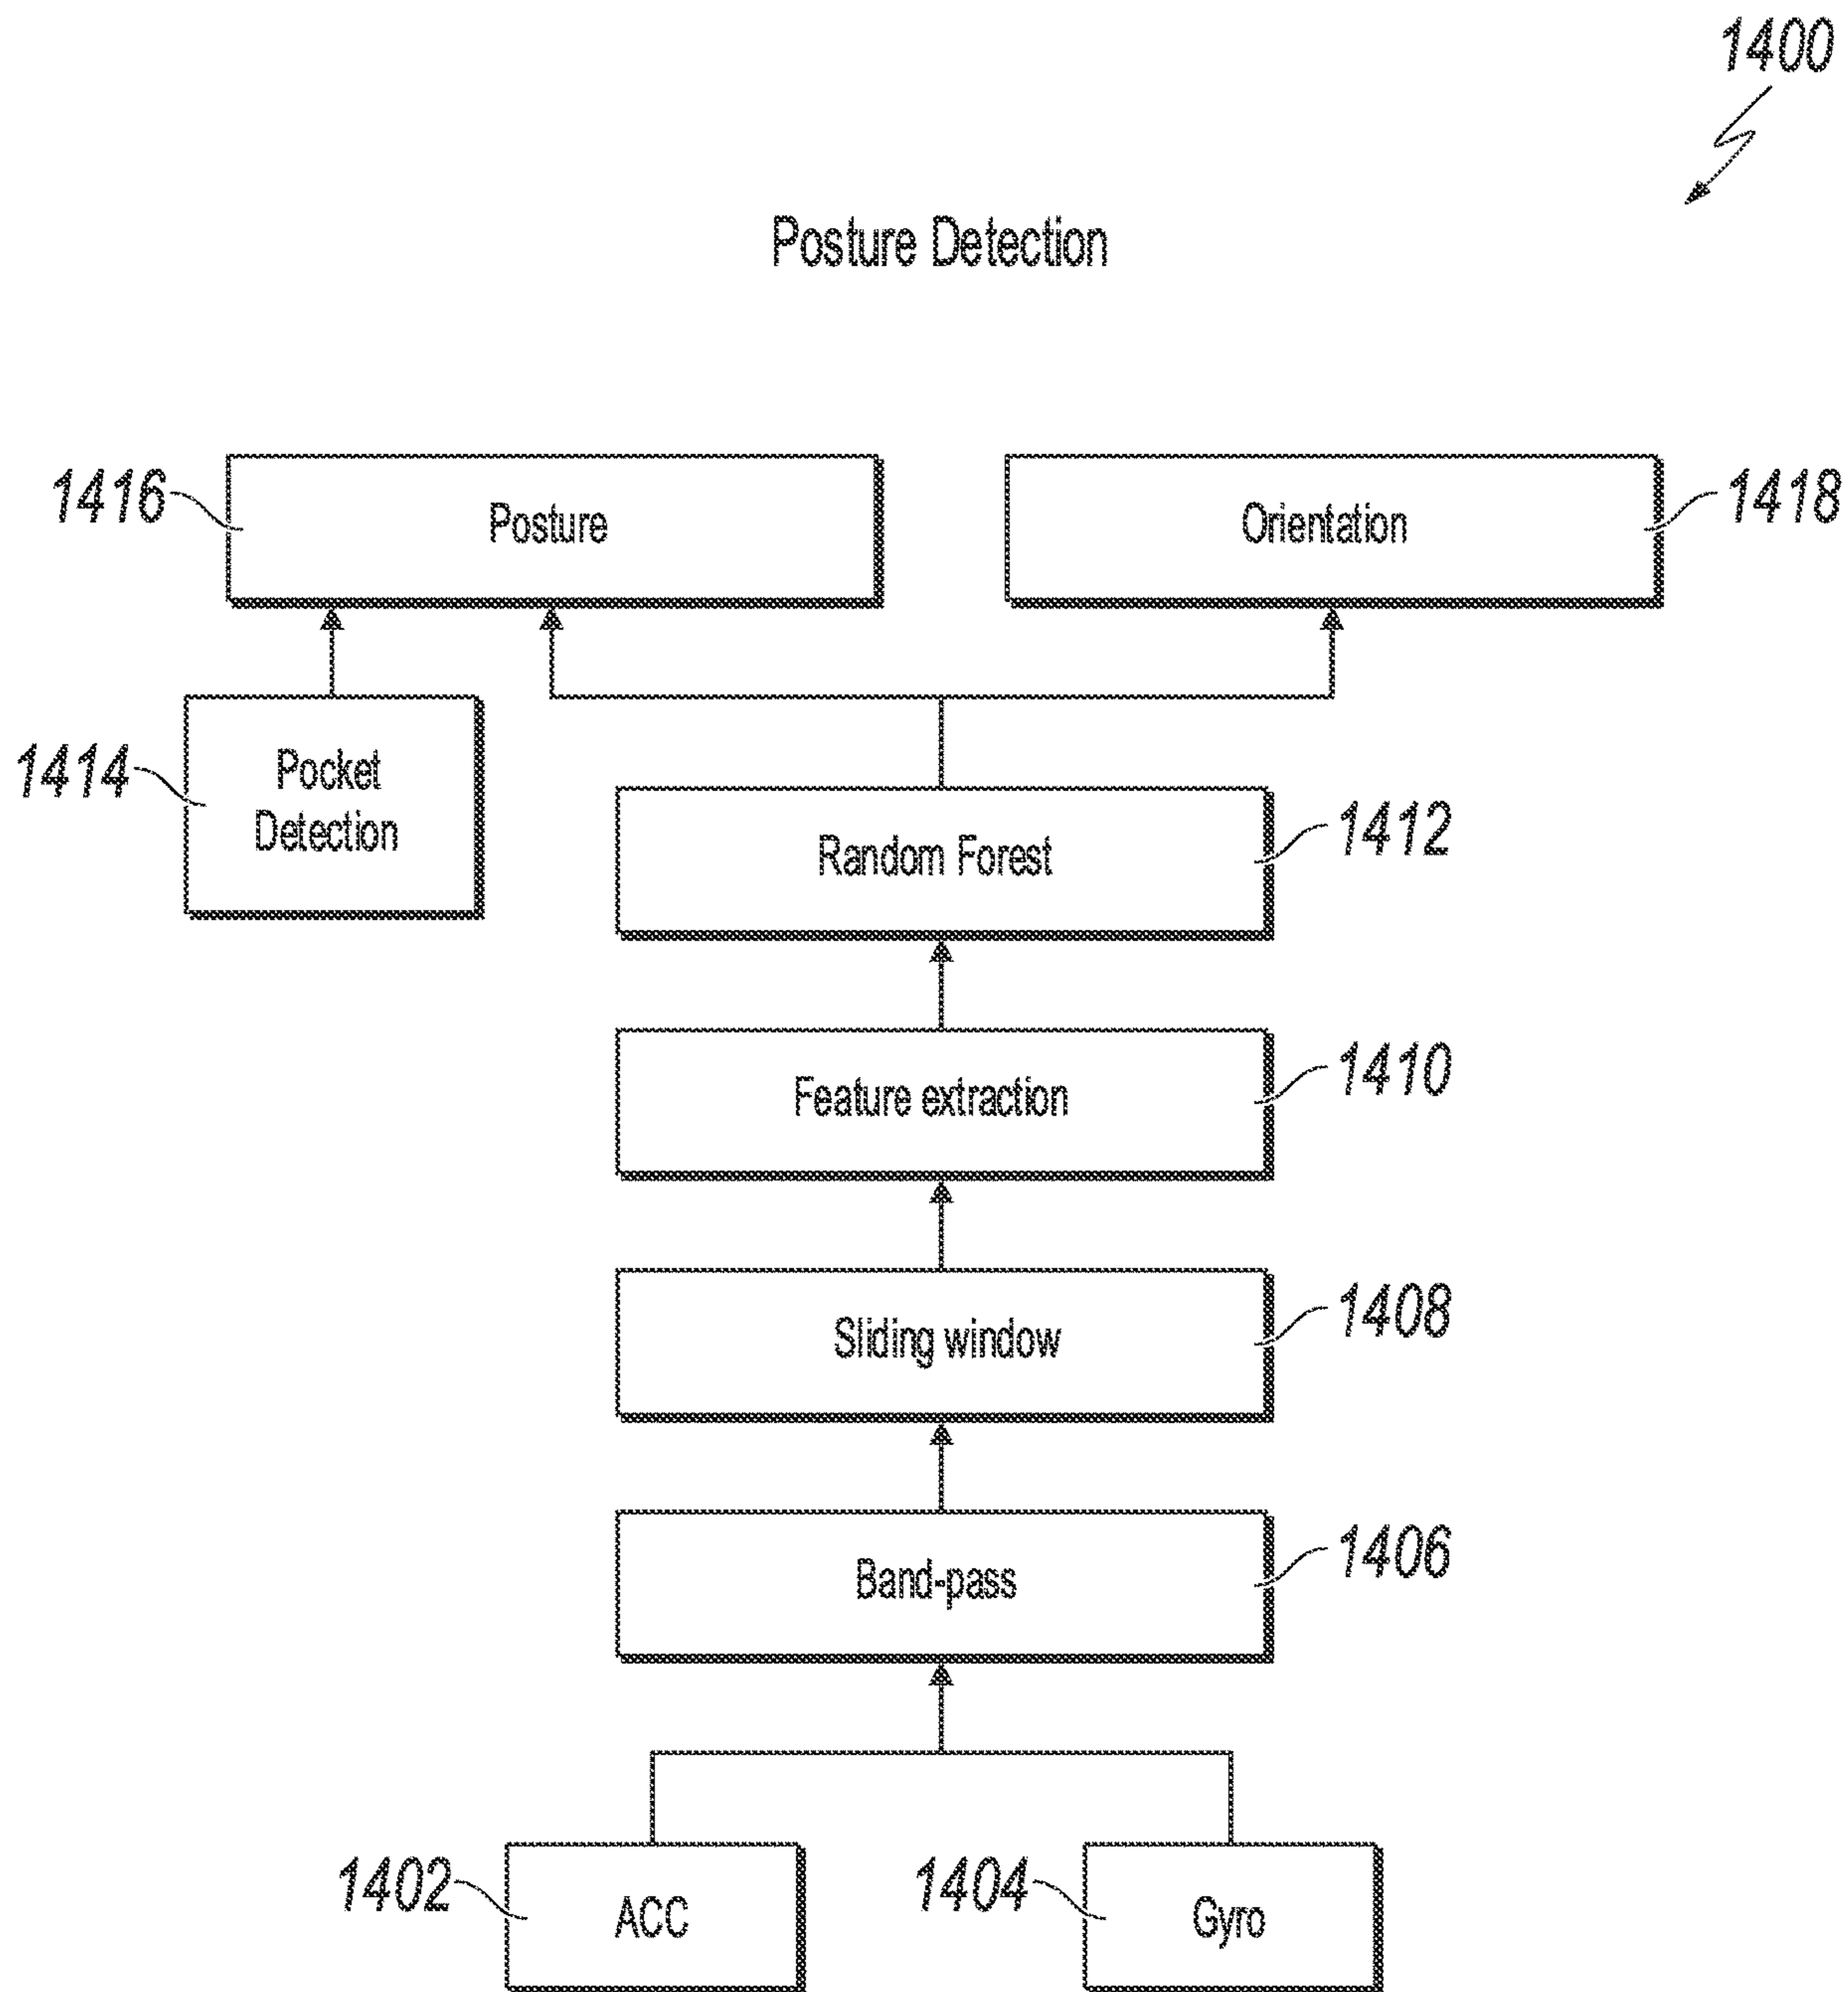 1400
Posture Detection
1416
Posture
Orientation
1418
1414
Pocket
Detection
Random Forest
1412
Feature extraction
1410
Sliding window
1408
Band-pass
1406
1402
ACC
1404
Gyro